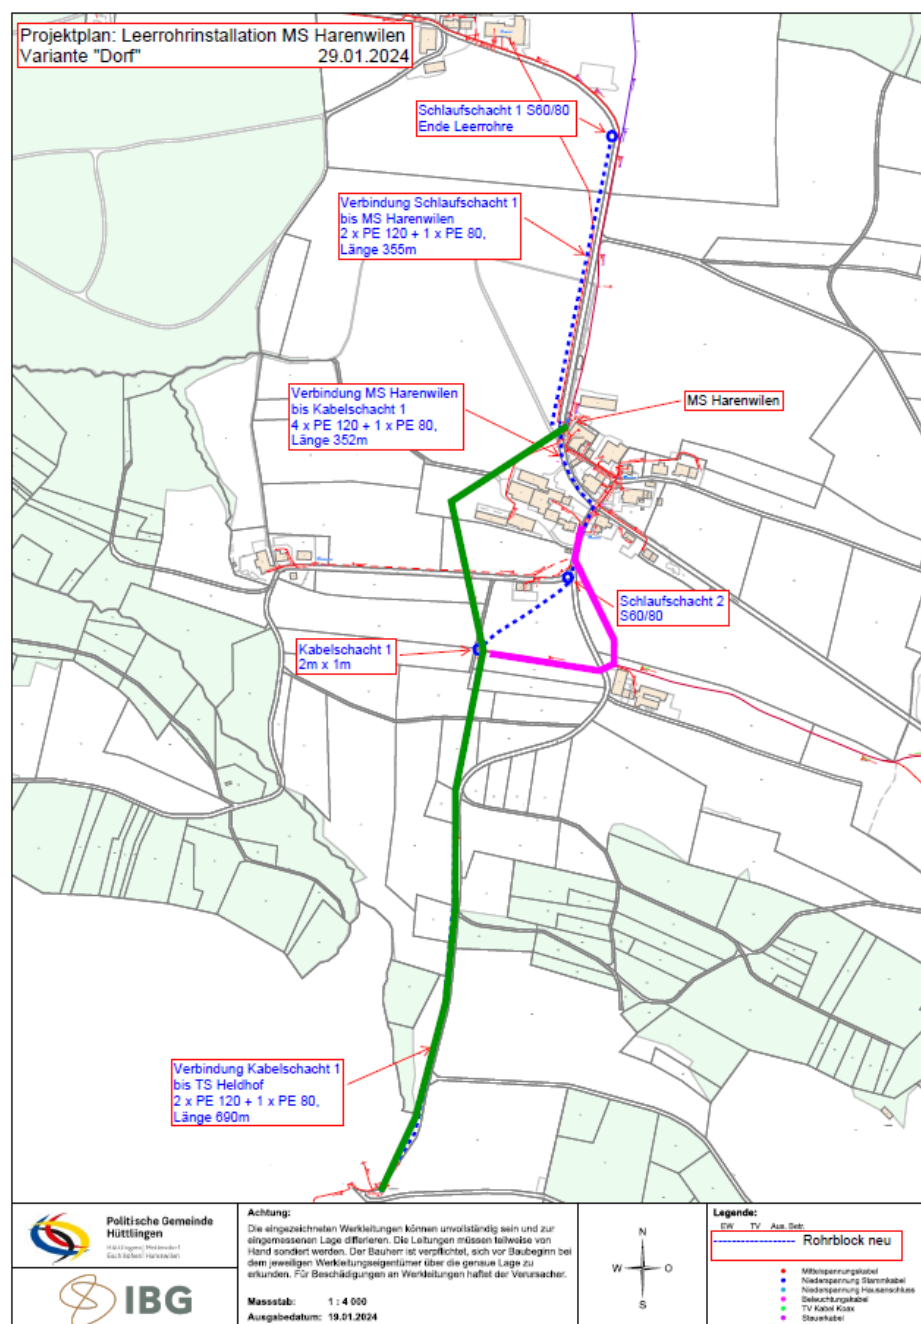 Projektplan: Leerrohrinstallation MS Harenwilen
Variante "Dorf" 29.01.2024
Schlaufschacht 1 S60/80
Ende Leerrohre
Verbindung Schlaufschacht 1
bis MS Harenwilen
2 x PE 120 + 1 x PE 80,
Länge 355m
Verbindung MS Harenwilen
bis Kabelschacht 1
4 x PE 120 + 1 x PE 80,
Länge 352m
MS Harenwilen
Schlaufschacht 2
S60/80
Kabelschacht 1
2m x 1m
Verbindung Kabelschacht 1
bis TS Heldhof
2 x PE 120 + 1 x PE 80,
Länge 690m
Politische Gemeinde
Hüttlingen
Hüttlingen | Mettendorf
Eschikofen | Harenwilen
IBG
Achtung:
Die eingezeichneten Werkleitungen können unvollständig sein und zur
eingemessenen Lage differieren. Die Leitungen müssen teilweise von
Hand sondiert werden. Der Bauherr ist verpflichtet, sich vor Baubeginn bei
dem jeweiligen Werkleitungseigentümer über die genaue Lage zu
erkunden. Für Beschädigungen an Werkleitungen haftet der Verursacher.
Massstab: 1 : 4 000
Ausgabedatum: 19.01.2024
N
W O
S
Legende:
EW TV Aus. Betr.
Rohrblock neu
Mittelspannungskabel
Niederspannung Stammkabel
Niederspannung Hausanschluss
Beleuchtungskabel
TV Kabel Koax
Steuerkabel